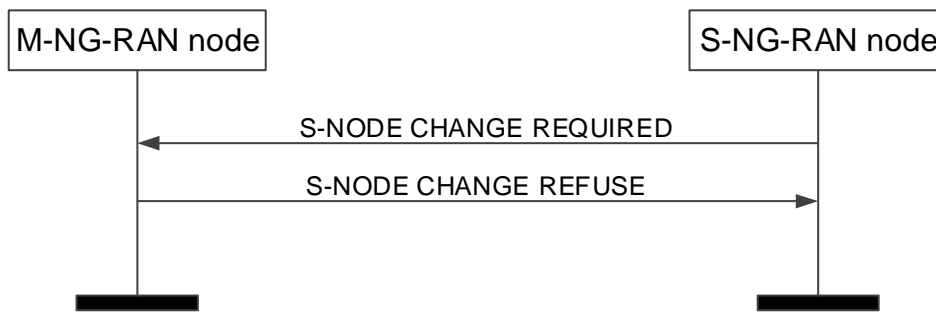 M-NG-RAN node
S-NG-RAN node
S-NODE CHANGE REQUIRED
S-NODE CHANGE REFUSE